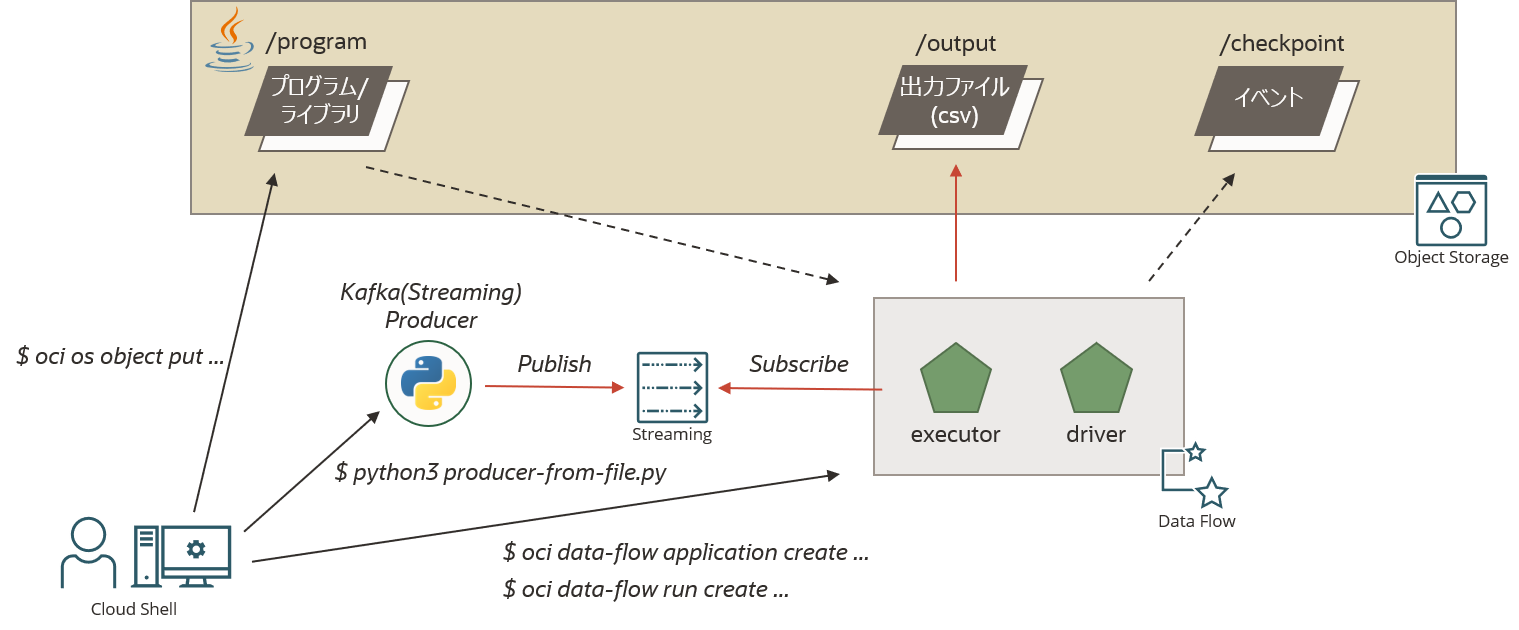 /program
プログラム/
ライブラリ
/output
出力ファイル
(csv)
/checkpoint
イベント
Object Storage
Kafka(Streaming)
Producer
$ oci os object put ...
Publish
Subscribe
Streaming
executor
driver
$ python3 producer-from-file.py
Data Flow
$ oci data-flow application create ...
$ oci data-flow run create ...
Cloud Shell